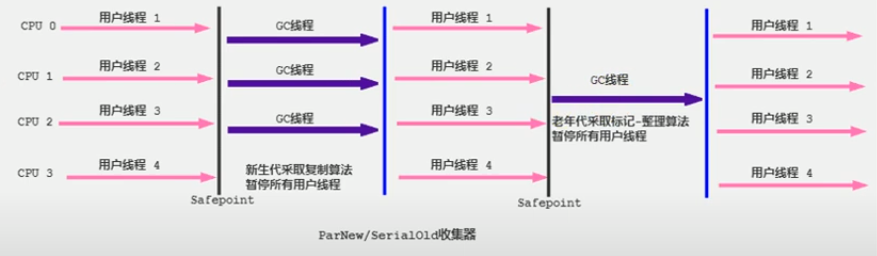 CPU 0
用户线程 1
GC线程
用户线程 1
用户线程 1
CPU 1
用户线程 2
GC线程
用户线程 2
GC线程
用户线程 2
CPU 2
用户线程 3
GC线程
用户线程 3
老年代采取标记-整理算法
暂停所有用户线程
用户线程 3
CPU 3
用户线程 4
新生代采取复制算法
暂停所有用户线程
用户线程 4
用户线程 4
Safepoint
Safepoint
ParNew/SerialOld收集器